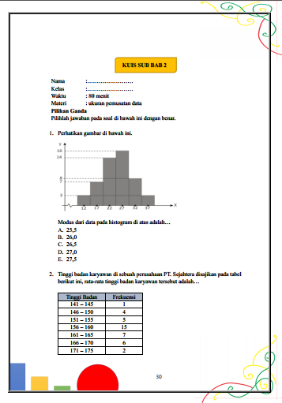 KUIS SUB BAB 2
Nama :
Kelas :
Waktu : 80 menit
Materi : ukuran pemusatan data
Pilihan Ganda
Pilihlah jawaban pada soal di bawah ini dengan benar.
1. Perhatikan gambar di bawah ini.
Modus dari data pada histogram di atas adalah…
A. 25,5
B. 26,0
C. 26,5
D. 27,0
E. 27,5
2. Tinggi badan karyawan di sebuah perusahaan PT. Sejahtera disajikan pada tabel
berikut ini, rata-rata tinggi badan karyawan tersebut adalah…
Tinggi Badan Frekuensi
141 – 145 1
146 – 150 4
151 – 155 5
156 – 160 15
161 – 165 7
166 – 170 6
171 – 175 2